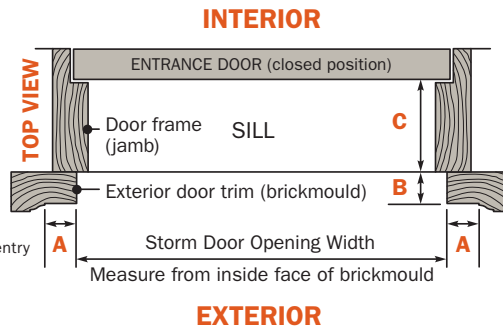 INTERIOR
TOP VIEW
ENTRANCE DOOR (closed position)
C
Door frame
(jamb)
SILL
B
Exterior door trim (brickmould)
entry
A
Storm Door Opening Width
A
Measure from inside face of brickmould
EXTERIOR